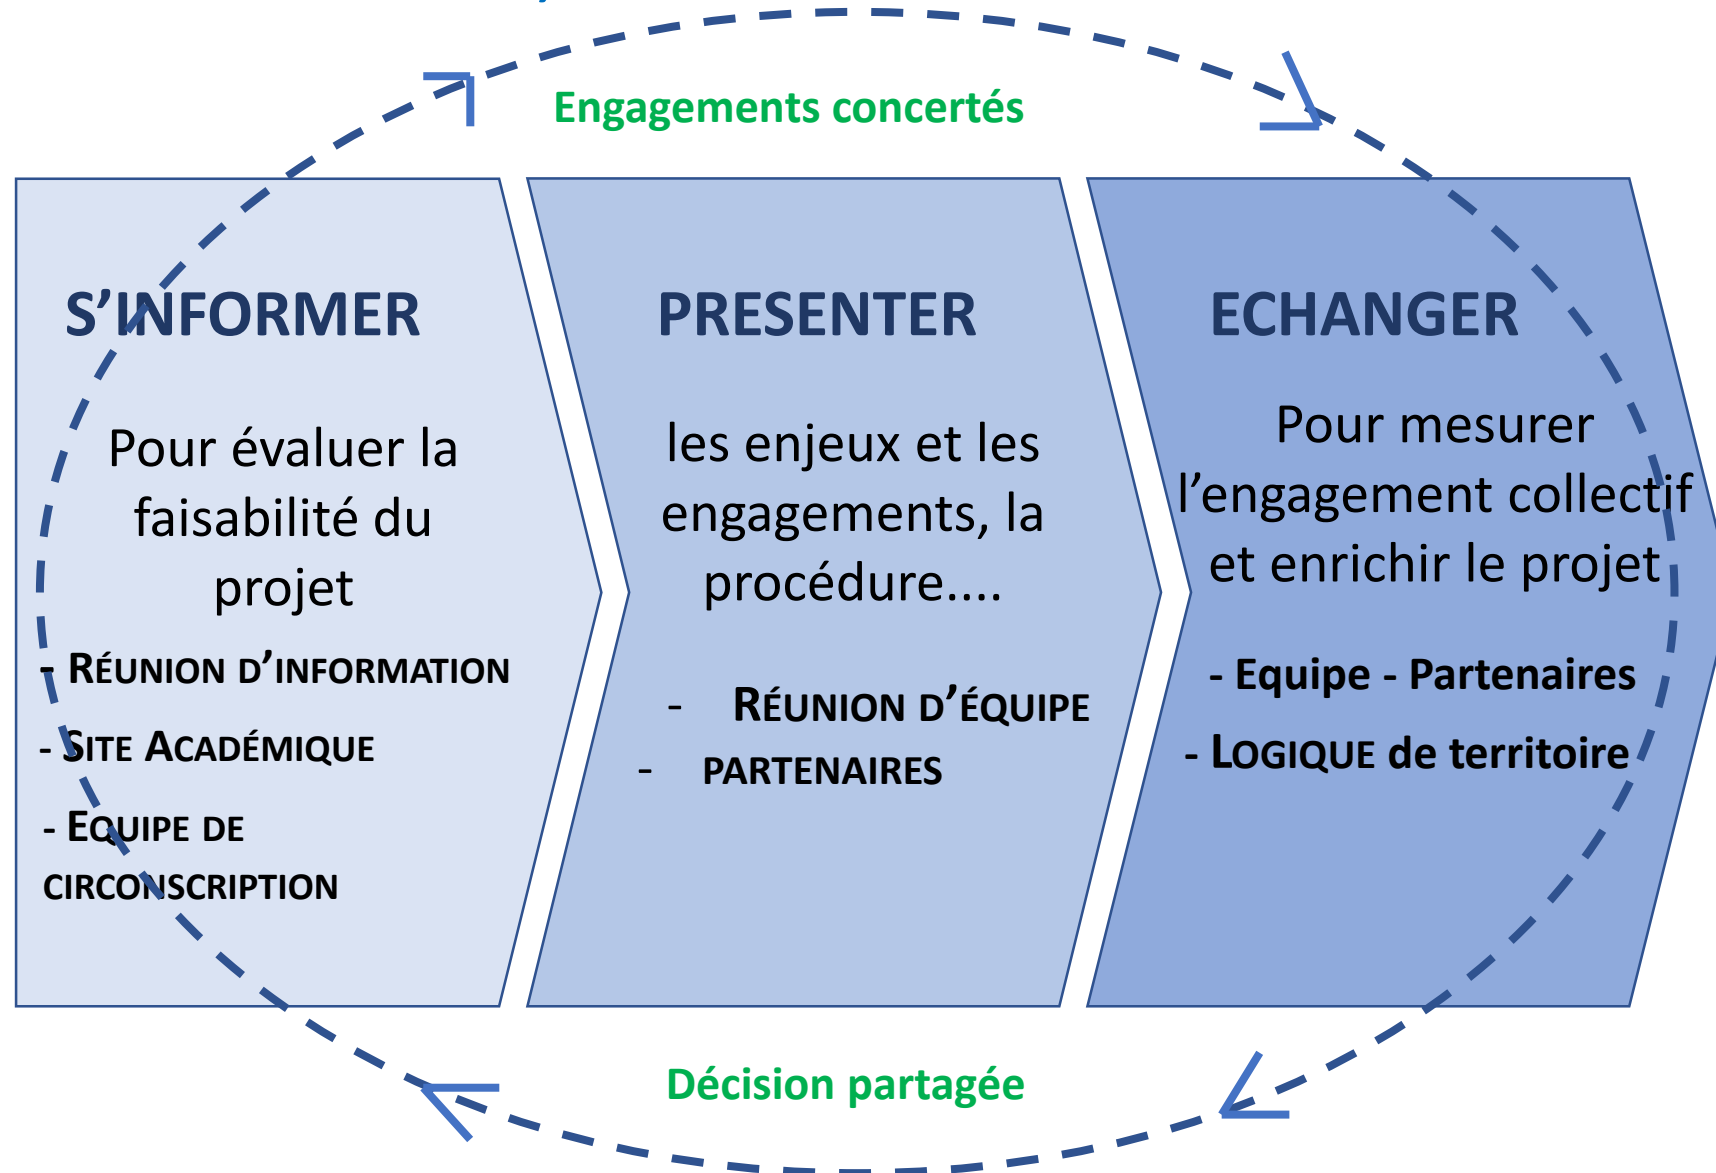 Engagements concertés
S’INFORMER
Pour évaluer la
faisabilité du
projet
- RÉUNION D’INFORMATION
- SITE ACADÉMIQUE
- EQUIPE DE
CIRCONSCRIPTION
PRESENTER
les enjeux et les
engagements, la
procédure....
- RÉUNION D’ÉQUIPE
- PARTENAIRES
ECHANGER
Pour mesurer
l’engagement collectif
et enrichir le projet
- Equipe - Partenaires
- LOGIQUE de territoire
Décision partagée